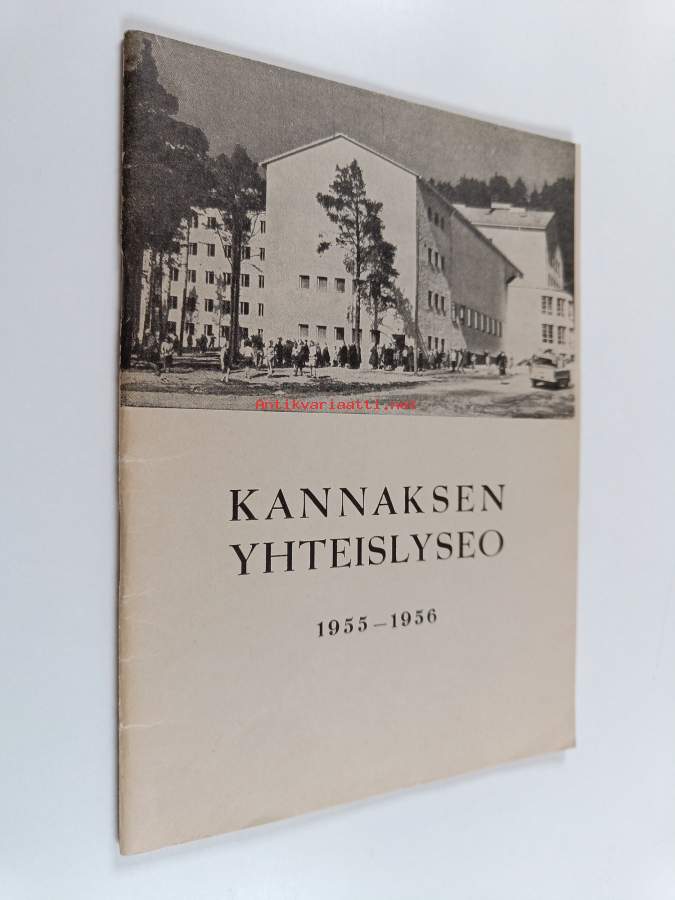 Antikvariaatti.net
KANNAKSEN
YHTEISLYSEO
1955–1956